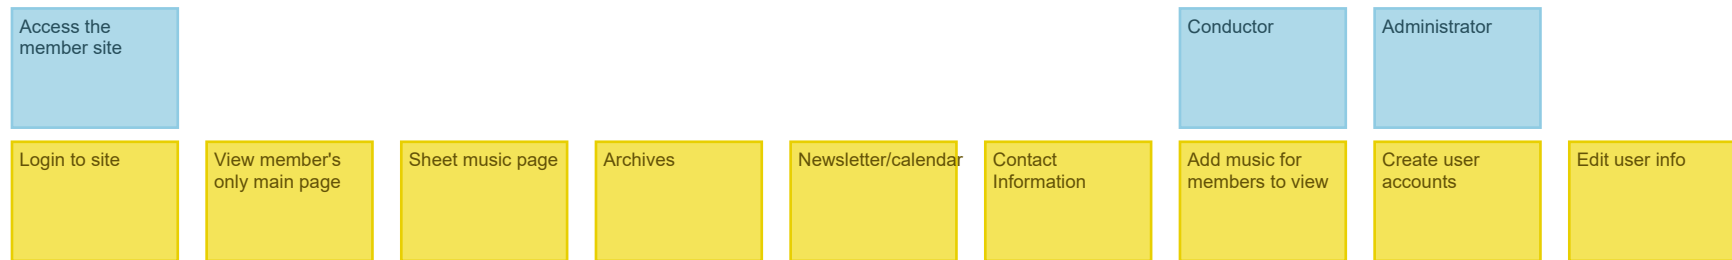 Access the
member site
Conductor
Administrator
Login to site
View member's
only main page
Sheet music page
Archives
Newsletter/calendar
Contact
Information
Add music for
members to view
Create user
accounts
Edit user info